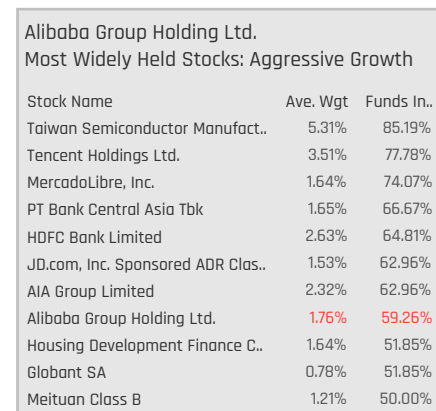 Alibaba Group Holding Ltd.
Most Widely Held Stocks: Aggressive Growth
Stock Name Ave. Wgt Funds In..
Taiwan Semiconductor Manufact.. 5.31% 85.19%
Tencent Holdings Ltd. 3.51% 77.78%
MercadoLibre, Inc. 1.64% 74.07%
PT Bank Central Asia Tbk 1.65% 66.67%
HDFC Bank Limited 2.63% 64.81%
JD.com, Inc. Sponsored ADR Clas.. 1.53% 62.96%
AIA Group Limited 2.32% 62.96%
Alibaba Group Holding Ltd. 1.76% 59.26%
Housing Development Finance C.. 1.64% 51.85%
Globant SA 0.78% 51.85%
Meituan Class B 1.21% 50.00%